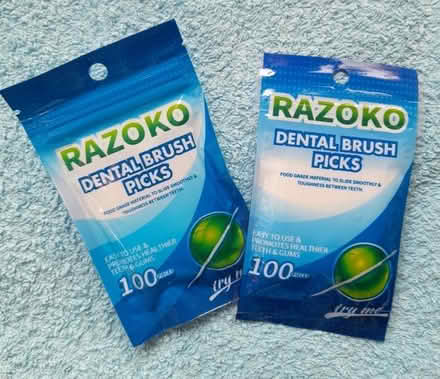 RAZOKO
DENTAL BRUSH
PICKS
FOOD GRADE MATERIAL TO SLIDE SMOOTHLY &
TOUGHNESS BETWEEN TEETH.
EASY TO USE &
PROMOTES HEALTHIER
TEETH & GUMS
100
try me
RAZOKO
DENTAL BRUSH
PICKS
FOOD GRADE MATERIAL TO SLIDE SMOOTHLY &
TOUGHNESS BETWEEN TEETH.
EASY TO USE &
PROMOTES HEALTHIER
TEETH & GUMS
100
try me